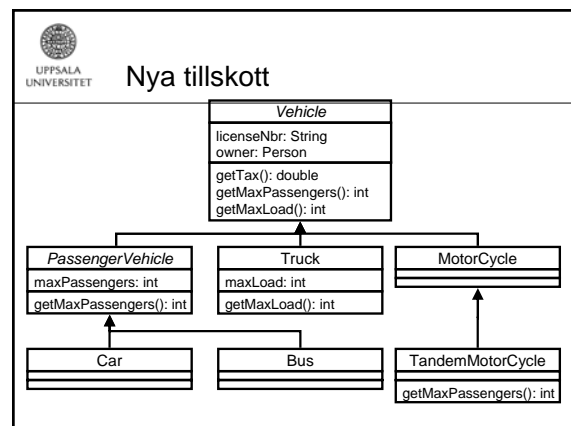 UPPSALA
UNIVERSITET
Nya tillskott
Vehicle
licenseNbr: String
owner: Person
getTax(): double
getMaxPassengers(): int
getMaxLoad(): int
PassengerVehicle
maxPassengers: int
getMaxPassengers(): int
Truck
maxLoad: int
getMaxLoad(): int
MotorCycle
Car
Bus
TandemMotorCycle
getMaxPassengers(): int